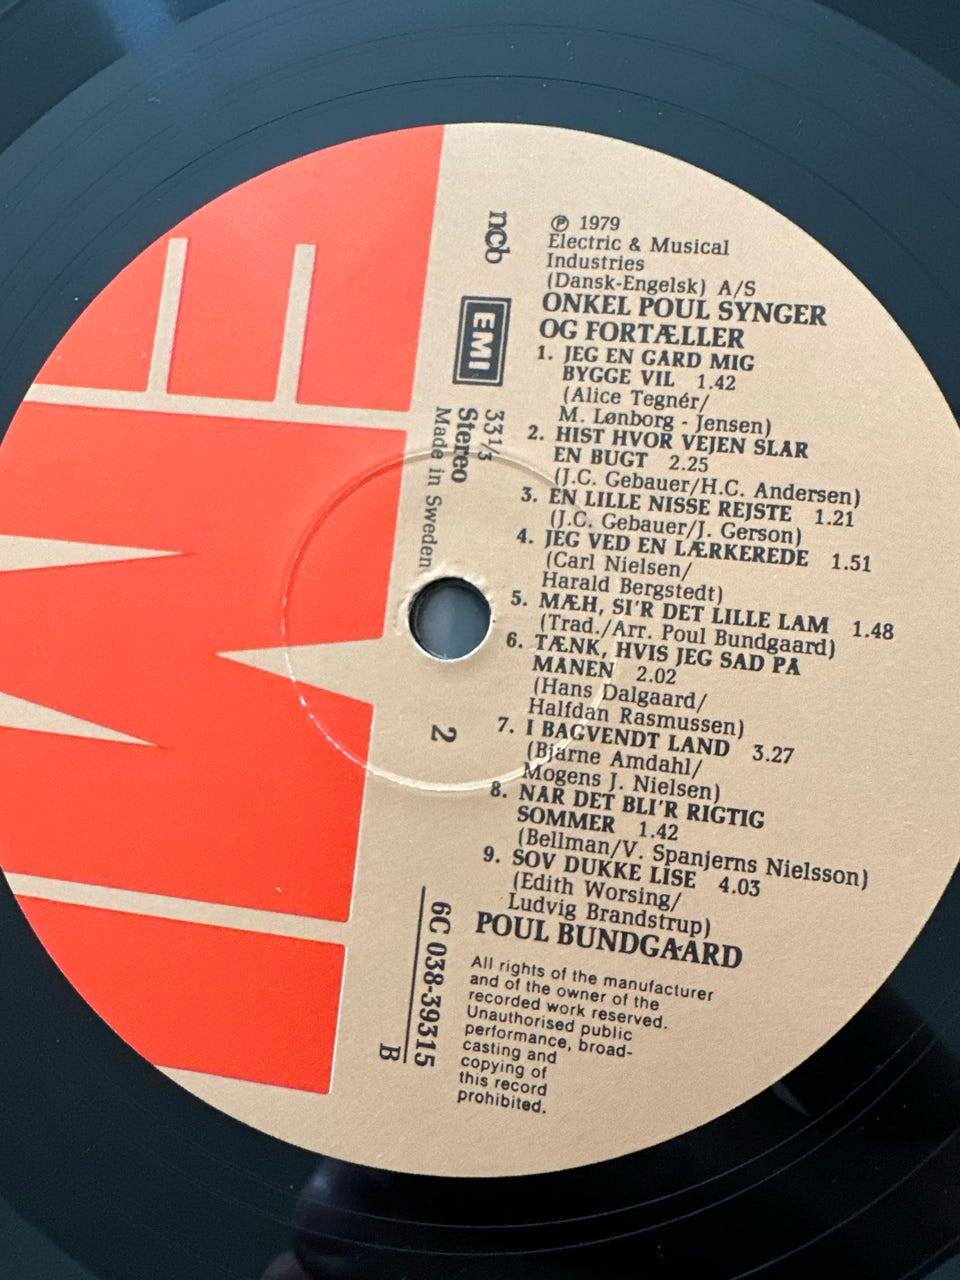 ℗ 1979
Electric & Musical
Industries
(Dansk-Engelsk) A/S
ONKEL POUL SYNGER
OG FORTÆLLER
1. JEG EN GARD MIG
BYGGE VIL 1.42
(Alice Tegnér/
M. Lønborg - Jensen)
2. HIST HVOR VEJEN SLAR
EN BUGT 2.25
(J.C. Gebauer/H.C. Andersen)
3. EN LILLE NISSE REJSTE 1.21
(J.C. Gebauer/J. Gerson)
4. JEG VED EN LÆRKEREDE 1.51
(Carl Nielsen/
Harald Bergstedt)
5. MÆH, SI'R DET LILLE LAM 1.48
(Trad./Arr. Poul Bundgaard)
6. TÆNK, HVIS JEG SAD PA
MANEN 2.02
(Hans Dalgaard/
Halfdan Rasmussen)
7. I BAGVENDT LAND 3.27
(Bjarne Amdahl/
Mogens J. Nielsen)
8. NAR DET BLI'R RIGTIG
SOMMER 1.42
(Bellman/V. Spanjerns Nielsson)
9. SOV DUKKE LISE 4.03
(Edith Worsing/
Ludvig Brandstrup)
POUL BUNDGAARD
All rights of the manufacturer
and of the owner of the
recorded work reserved.
Unauthorised public
performance, broad-
casting and
copying of
this record
prohibited.
ncb
EMI
33 1/3
Stereo
Made in Sweden
2
6C 038-39315
B
EMI